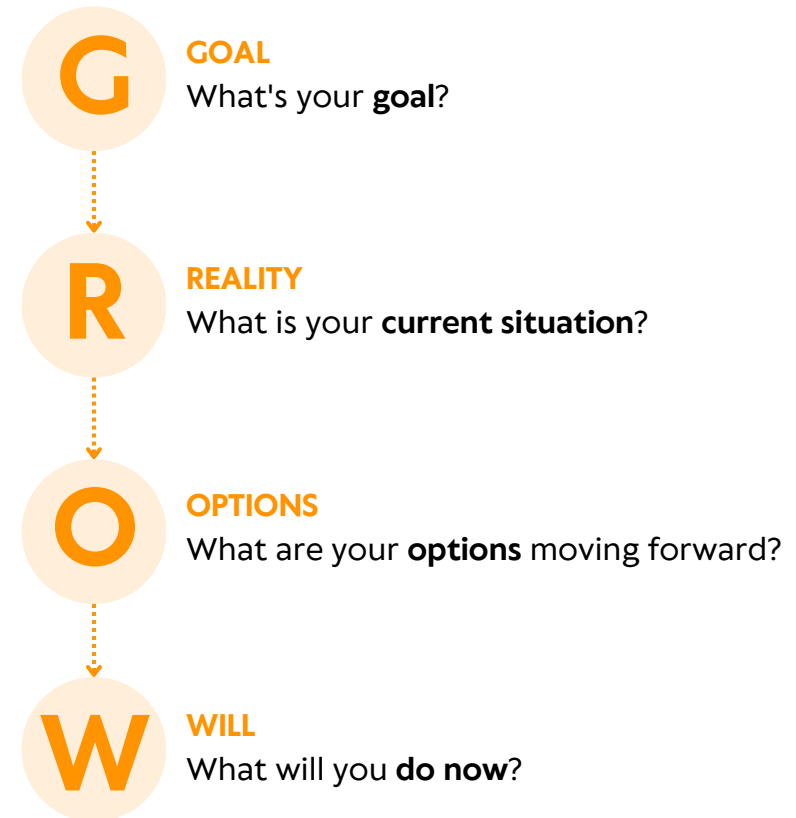 G
GOAL
What's your goal?
R
REALITY
What is your current situation?
O
OPTIONS
What are your options moving forward?
W
WILL
What will you do now?